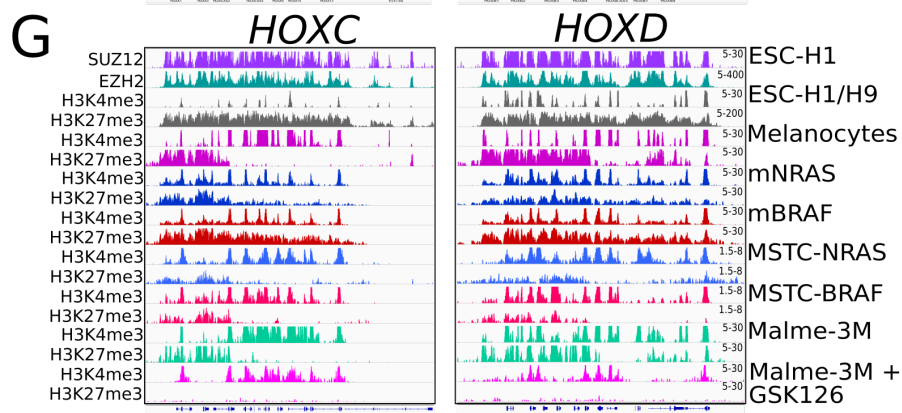 G
HOXC
HOXD
SUZ12
EZH2
H3K4me3
H3K27me3
H3K4me3
H3K27me3
H3K4me3
H3K27me3
H3K4me3
H3K27me3
H3K4me3
H3K27me3
H3K4me3
H3K27me3
H3K4me3
H3K27me3
H3K4me3
H3K27me3
5-30
5-400
5-30
5-200
5-30
5-30
5-30
5-30
5-30
5-30
1.5-8
1.5-8
1.5-8
1.5-8
5-30
5-30
5-30
5-30
ESC-H1
ESC-H1/H9
Melanocytes
mNRAS
mBRAF
MSTC-NRAS
MSTC-BRAF
Malme-3M
Malme-3M +
GSK126